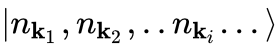 |n_{k_1}, n_{k_2}, .. n_{k_i} ... ⟩